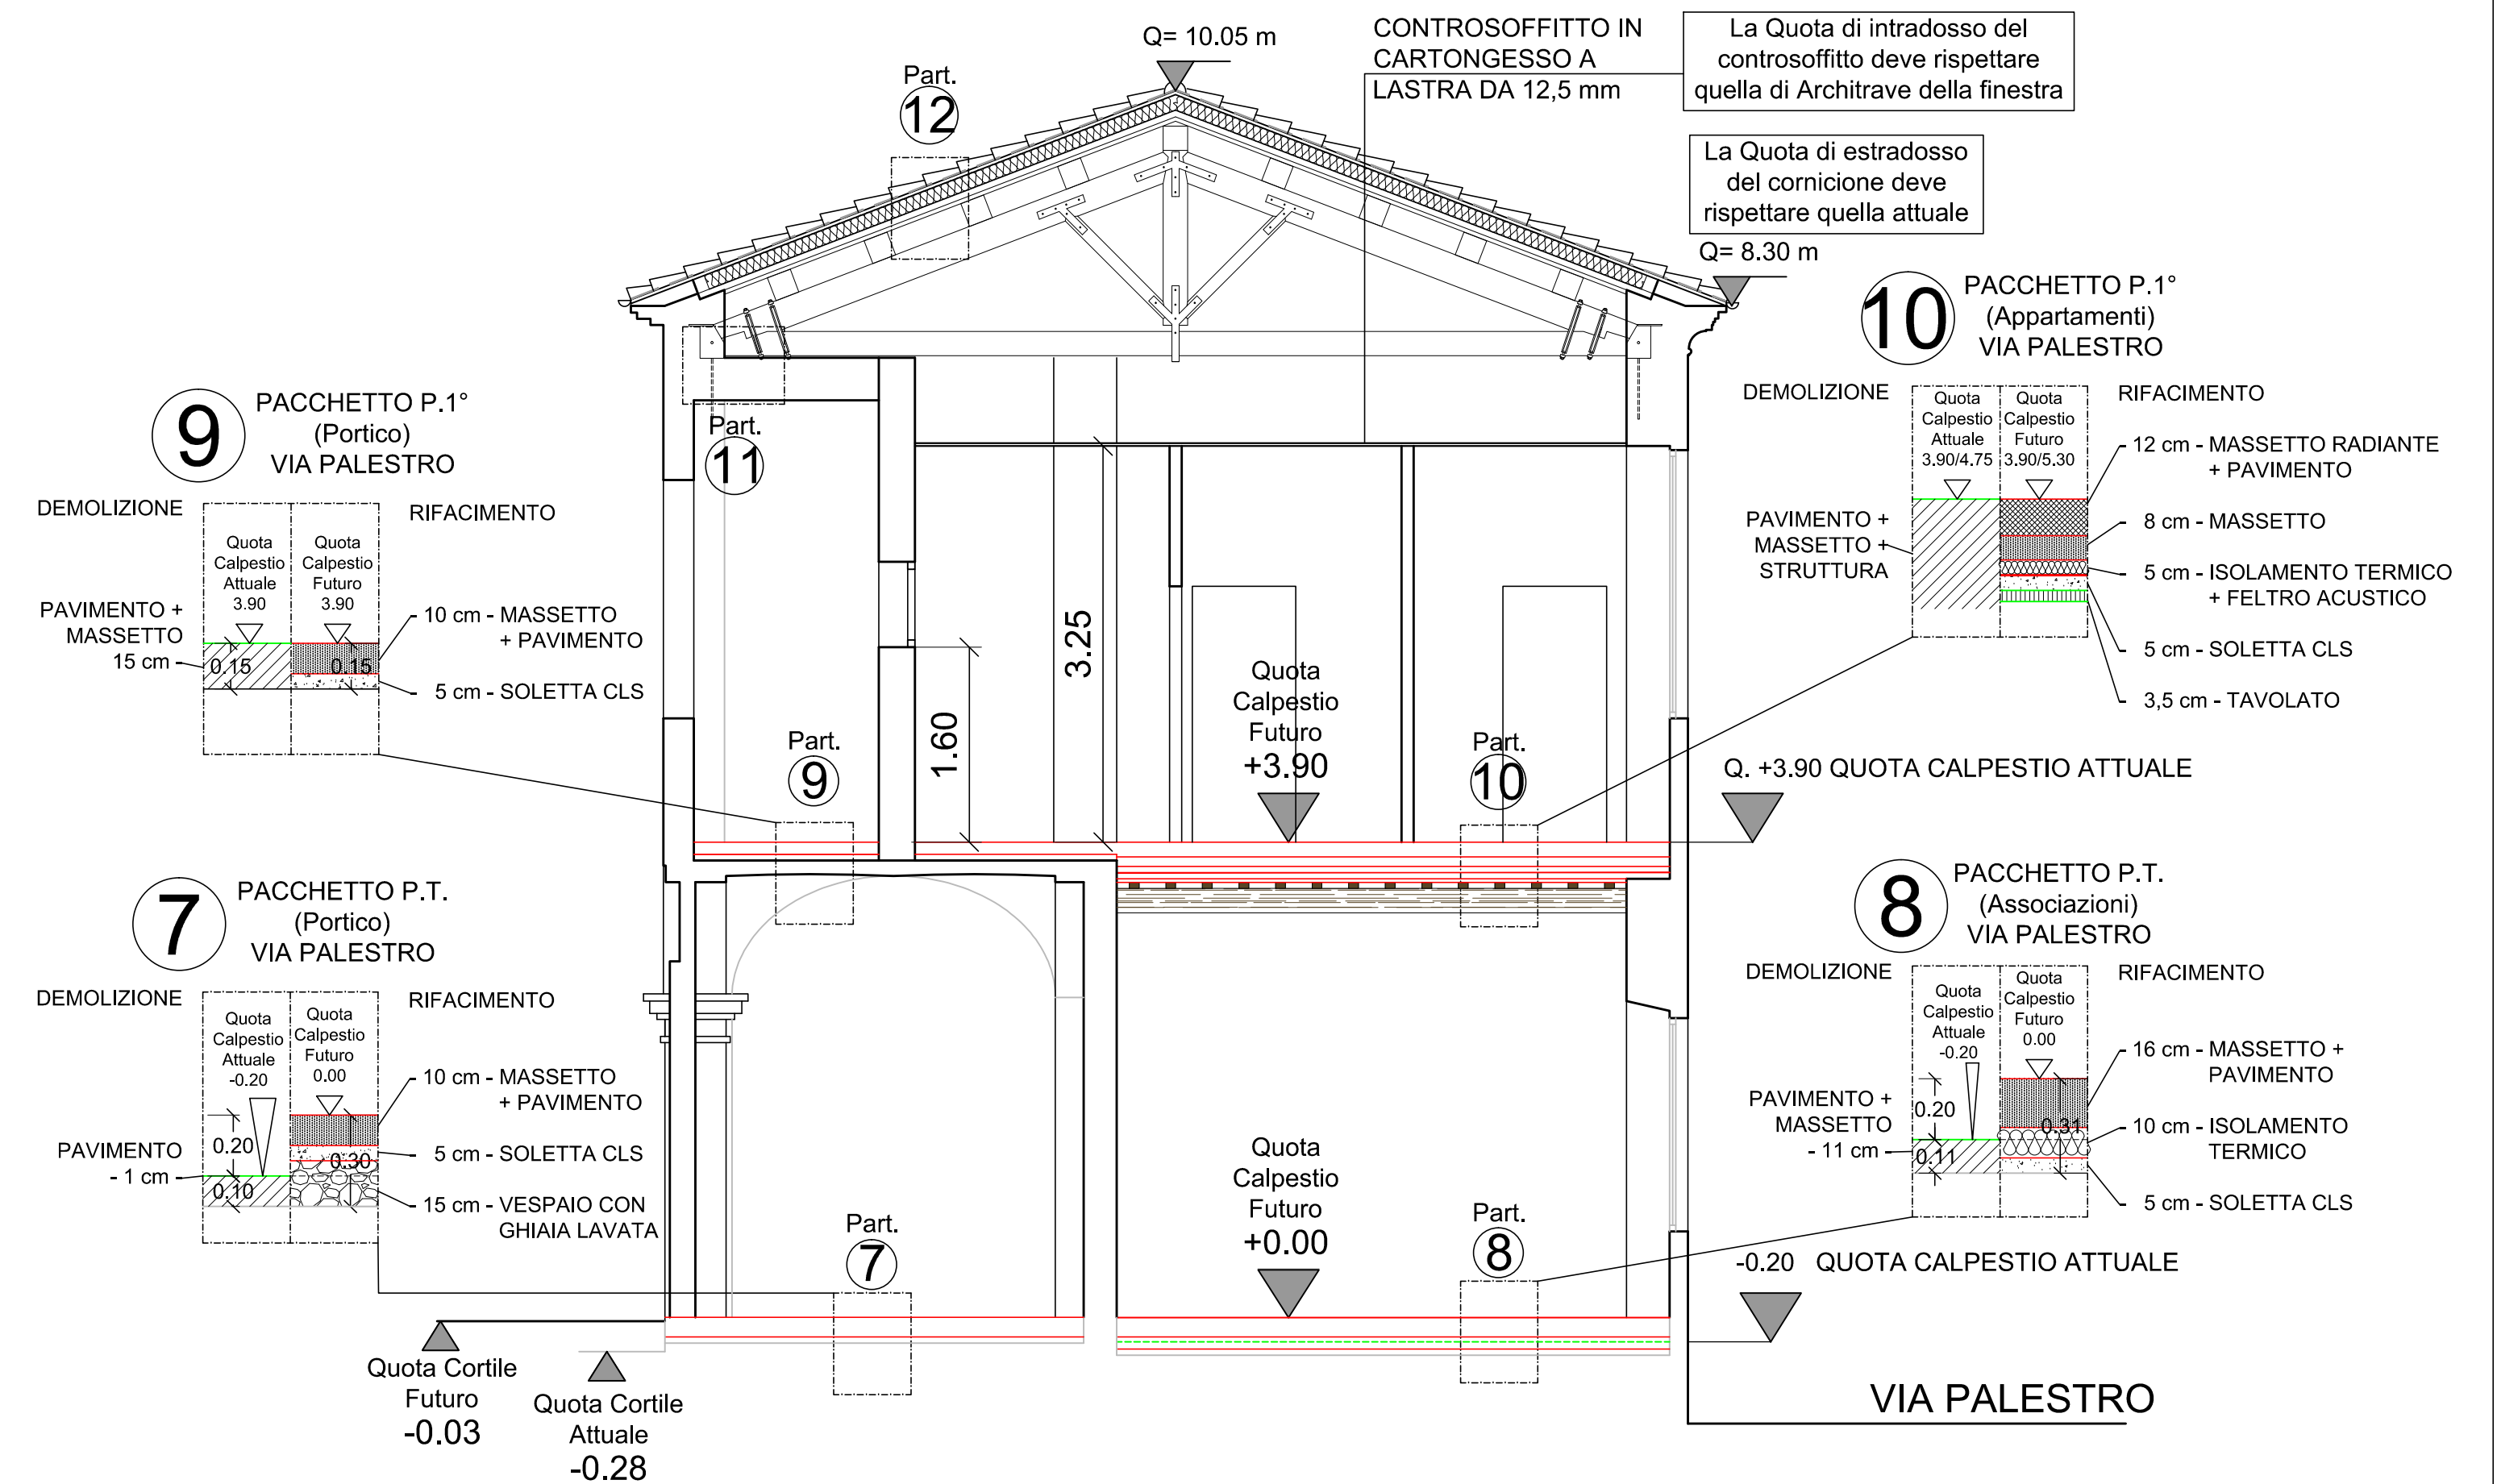 Q= 10.05 m
CONTROSOFFITTO IN
CARTONGESSO A
LASTRA DA 12,5 mm
La Quota di intradosso del
controsoffitto deve rispettare
quella di Architrave della finestra
Part.
12
La Quota di estradosso
del cornicione deve
rispettare quella attuale
Q= 8.30 m
10
PACCHETTO P.1°
(Appartamenti)
VIA PALESTRO
DEMOLIZIONE
Quota
Calpestio
Attuale
3.90/4.75
Quota
Calpestio
Futuro
3.90/5.30
RIFACIMENTO
PAVIMENTO +
MASSETTO +
STRUTTURA
- 12 cm - MASSETTO RADIANTE
+ PAVIMENTO
- 8 cm - MASSETTO
- 5 cm - ISOLAMENTO TERMICO
+ FELTRO ACUSTICO
- 5 cm - SOLETTA CLS
- 3,5 cm - TAVOLATO
9
PACCHETTO P.1°
(Portico)
VIA PALESTRO
DEMOLIZIONE
Quota
Calpestio
Attuale
3.90
Quota
Calpestio
Futuro
3.90
RIFACIMENTO
PAVIMENTO +
MASSETTO
15 cm -
0.15
0.15
- 10 cm - MASSETTO
+ PAVIMENTO
- 5 cm - SOLETTA CLS
Part.
11
3.25
1.60
Part.
9
Quota
Calpestio
Futuro
+3.90
Part.
10
Q. +3.90 QUOTA CALPESTIO ATTUALE
7
PACCHETTO P.T.
(Portico)
VIA PALESTRO
DEMOLIZIONE
Quota
Calpestio
Attuale
-0.20
Quota
Calpestio
Futuro
0.00
RIFACIMENTO
PAVIMENTO
- 1 cm -
0.20
0.10
0.30
- 10 cm - MASSETTO
+ PAVIMENTO
- 5 cm - SOLETTA CLS
- 15 cm - VESPAIO CON
GHIAIA LAVATA
8
PACCHETTO P.T.
(Associazioni)
VIA PALESTRO
DEMOLIZIONE
Quota
Calpestio
Attuale
-0.20
Quota
Calpestio
Futuro
0.00
RIFACIMENTO
PAVIMENTO +
MASSETTO
- 11 cm -
0.20
0.11
0.31
- 16 cm - MASSETTO +
PAVIMENTO
- 10 cm - ISOLAMENTO
TERMICO
- 5 cm - SOLETTA CLS
Part.
7
Quota
Calpestio
Futuro
+0.00
Part.
8
-0.20 QUOTA CALPESTIO ATTUALE
Quota Cortile
Futuro
-0.03
Quota Cortile
Attuale
-0.28
VIA PALESTRO